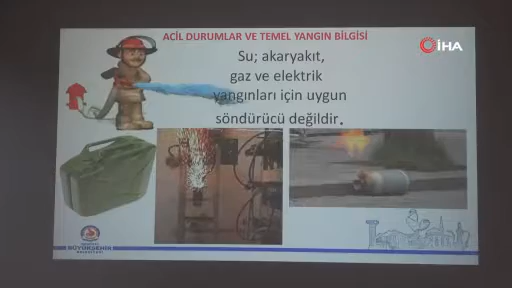 ACİL DURUMLAR VE TEMEL YANGIN BİLGİSİ
İHA
Su; akaryakıt,
gaz ve elektrik
yangınları için uygun
söndürücü değildir.
BÜYÜKŞEHİR